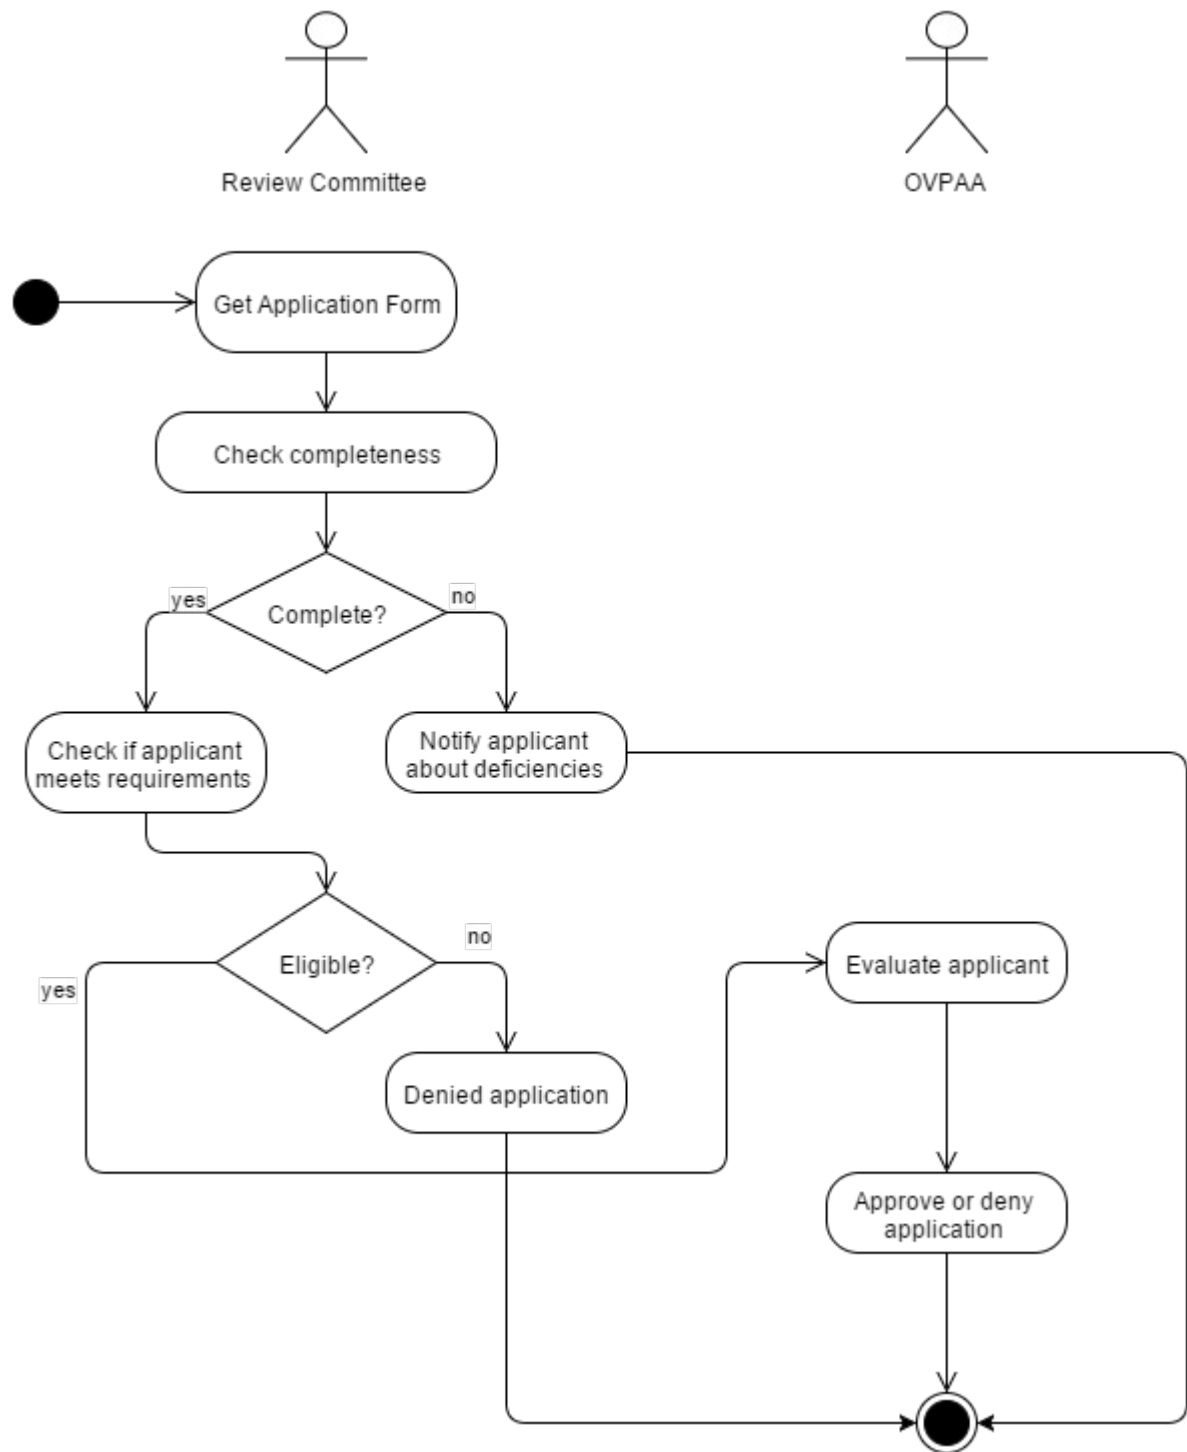 Review Committee
OVPAA
Get Application Form
Check completeness
yes
no
Complete?
Check if applicant
meets requirements
Notify applicant
about deficiencies
no
Eligible?
yes
Evaluate applicant
Denied application
Approve or deny
application